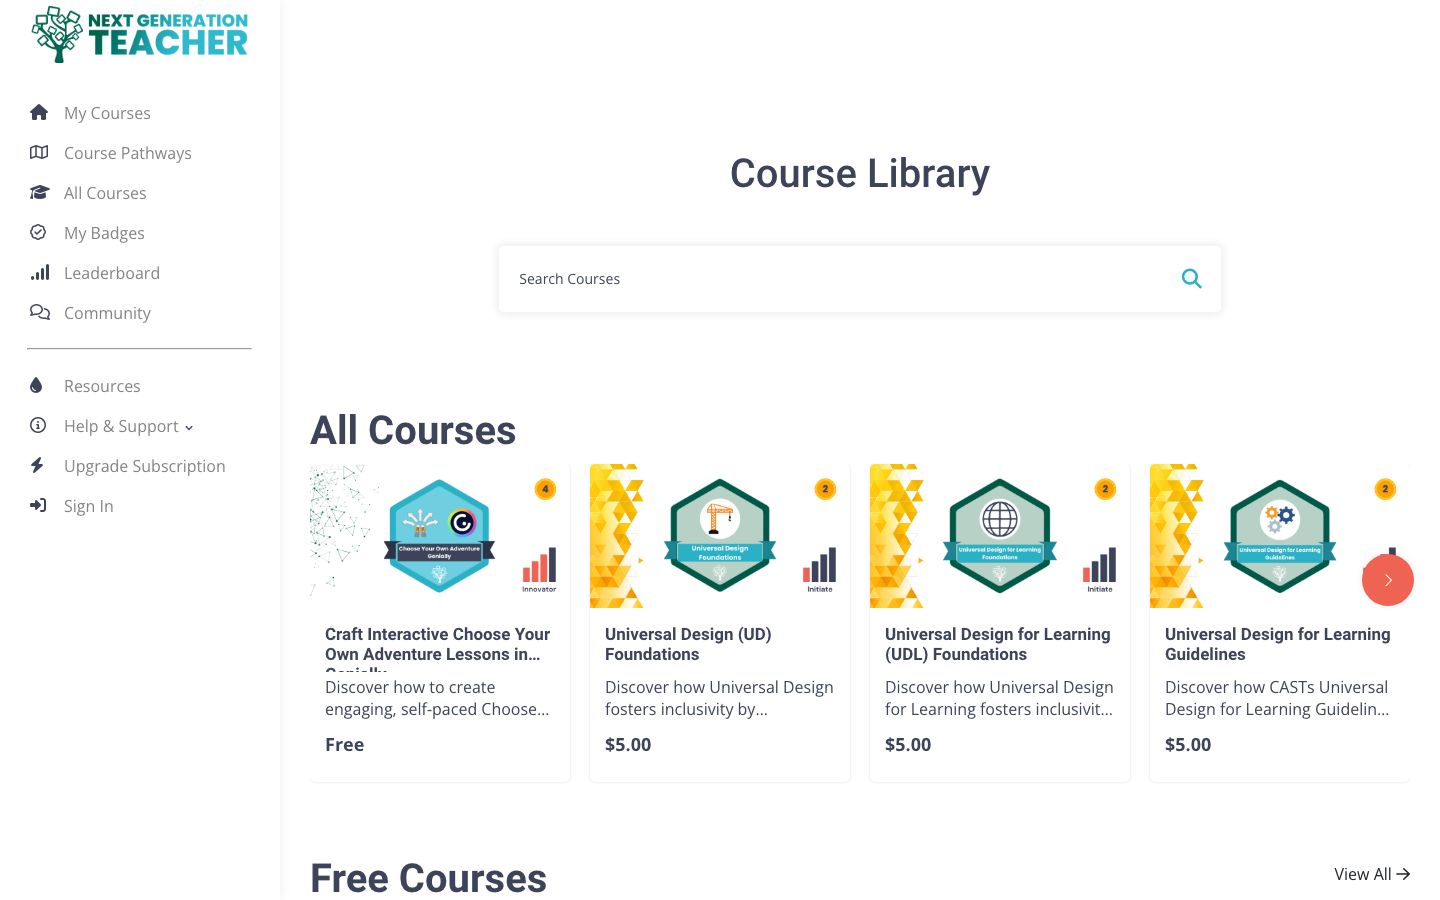 NEXT GENERATION
TEACHER
My Courses
Course Pathways
All Courses
My Badges
Leaderboard
Community
Resources
Help & Support
Upgrade Subscription
Sign In
Course Library
Search Courses
All Courses
4
Choose Your Own Adventure
Genially
Innovator
Craft Interactive Choose Your
Own Adventure Lessons in...
Genially
Discover how to create
engaging, self-paced Choose...
Free
2
Universal Design
Foundations
Initiate
Universal Design (UD)
Foundations
Discover how Universal Design
fosters inclusivity by...
$5.00
2
Universal Design for Learning
Foundations
Initiate
Universal Design for Learning
(UDL) Foundations
Discover how Universal Design
for Learning fosters inclusivit...
$5.00
2
Universal Design for Learning
Guidelines
Universal Design for Learning
Guidelines
Discover how CASTs Universal
Design for Learning Guidelin...
$5.00
Free Courses
View All